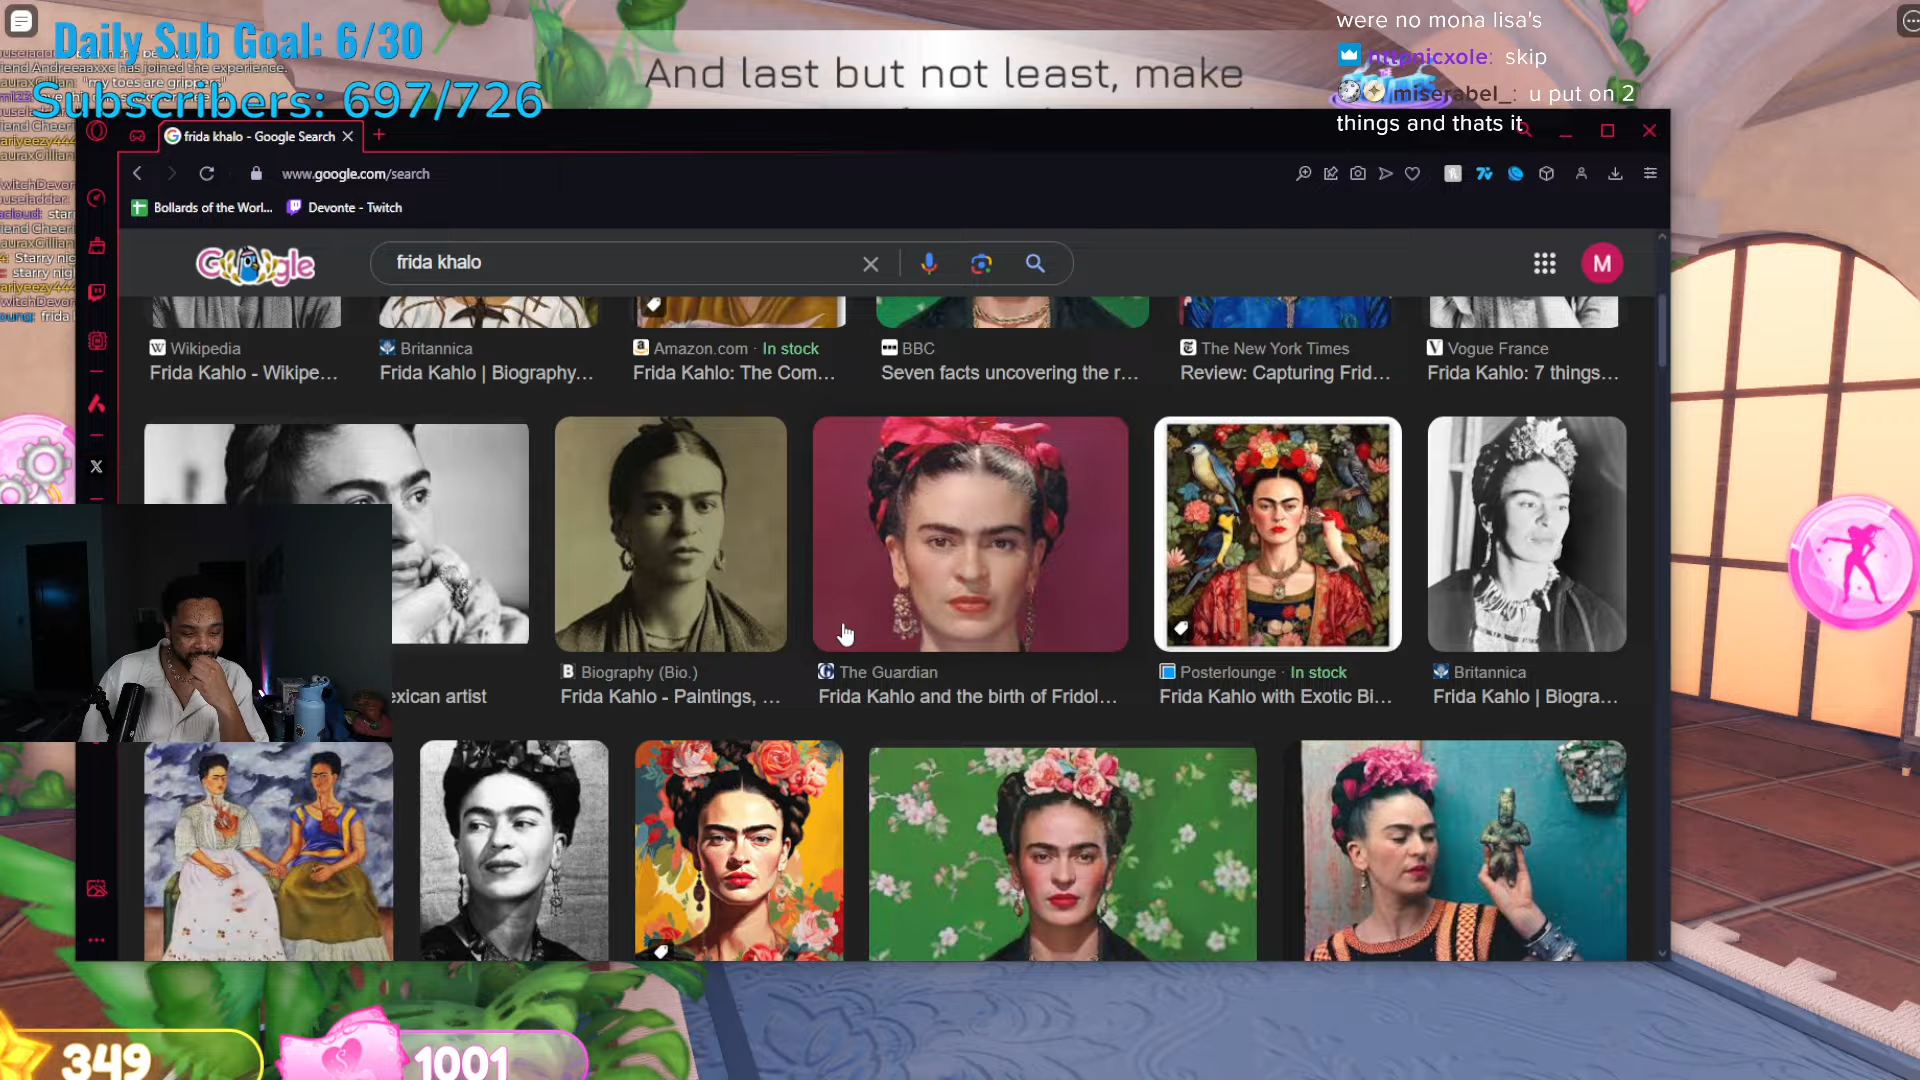 Daily Sub Goal: 6/30
Subscribers: 697/726
And last but not least, make
were no mona lisa's
httpnicxole: skip
miserabel_: u put on 2
things and thats it
frida khalo - Google Search
www.google.com/search
Bollards of the Worl...
Devonte - Twitch
Google
frida khalo
M
Wikipedia
Frida Kahlo - Wikipe...
Britannica
Frida Kahlo | Biography...
Amazon.com · In stock
Frida Kahlo: The Com...
BBC
Seven facts uncovering the r...
The New York Times
Review: Capturing Frid...
Vogue France
Frida Kahlo: 7 things...
exican artist
Biography (Bio.)
Frida Kahlo - Paintings, ...
The Guardian
Frida Kahlo and the birth of Fridol...
Posterlounge · In stock
Frida Kahlo with Exotic Bi...
Britannica
Frida Kahlo | Biogra...
349
1001